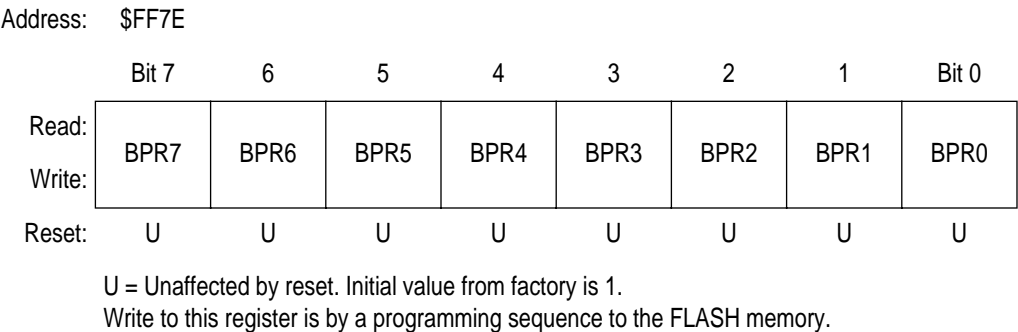 Address: $FF7E
Bit 7 6 5 4 3 2 1 Bit 0
Read:
BPR7 BPR6 BPR5 BPR4 BPR3 BPR2 BPR1 BPR0
Write:
Reset: U U U U U U U U
U = Unaffected by reset. Initial value from factory is 1.
Write to this register is by a programming sequence to the FLASH memory.